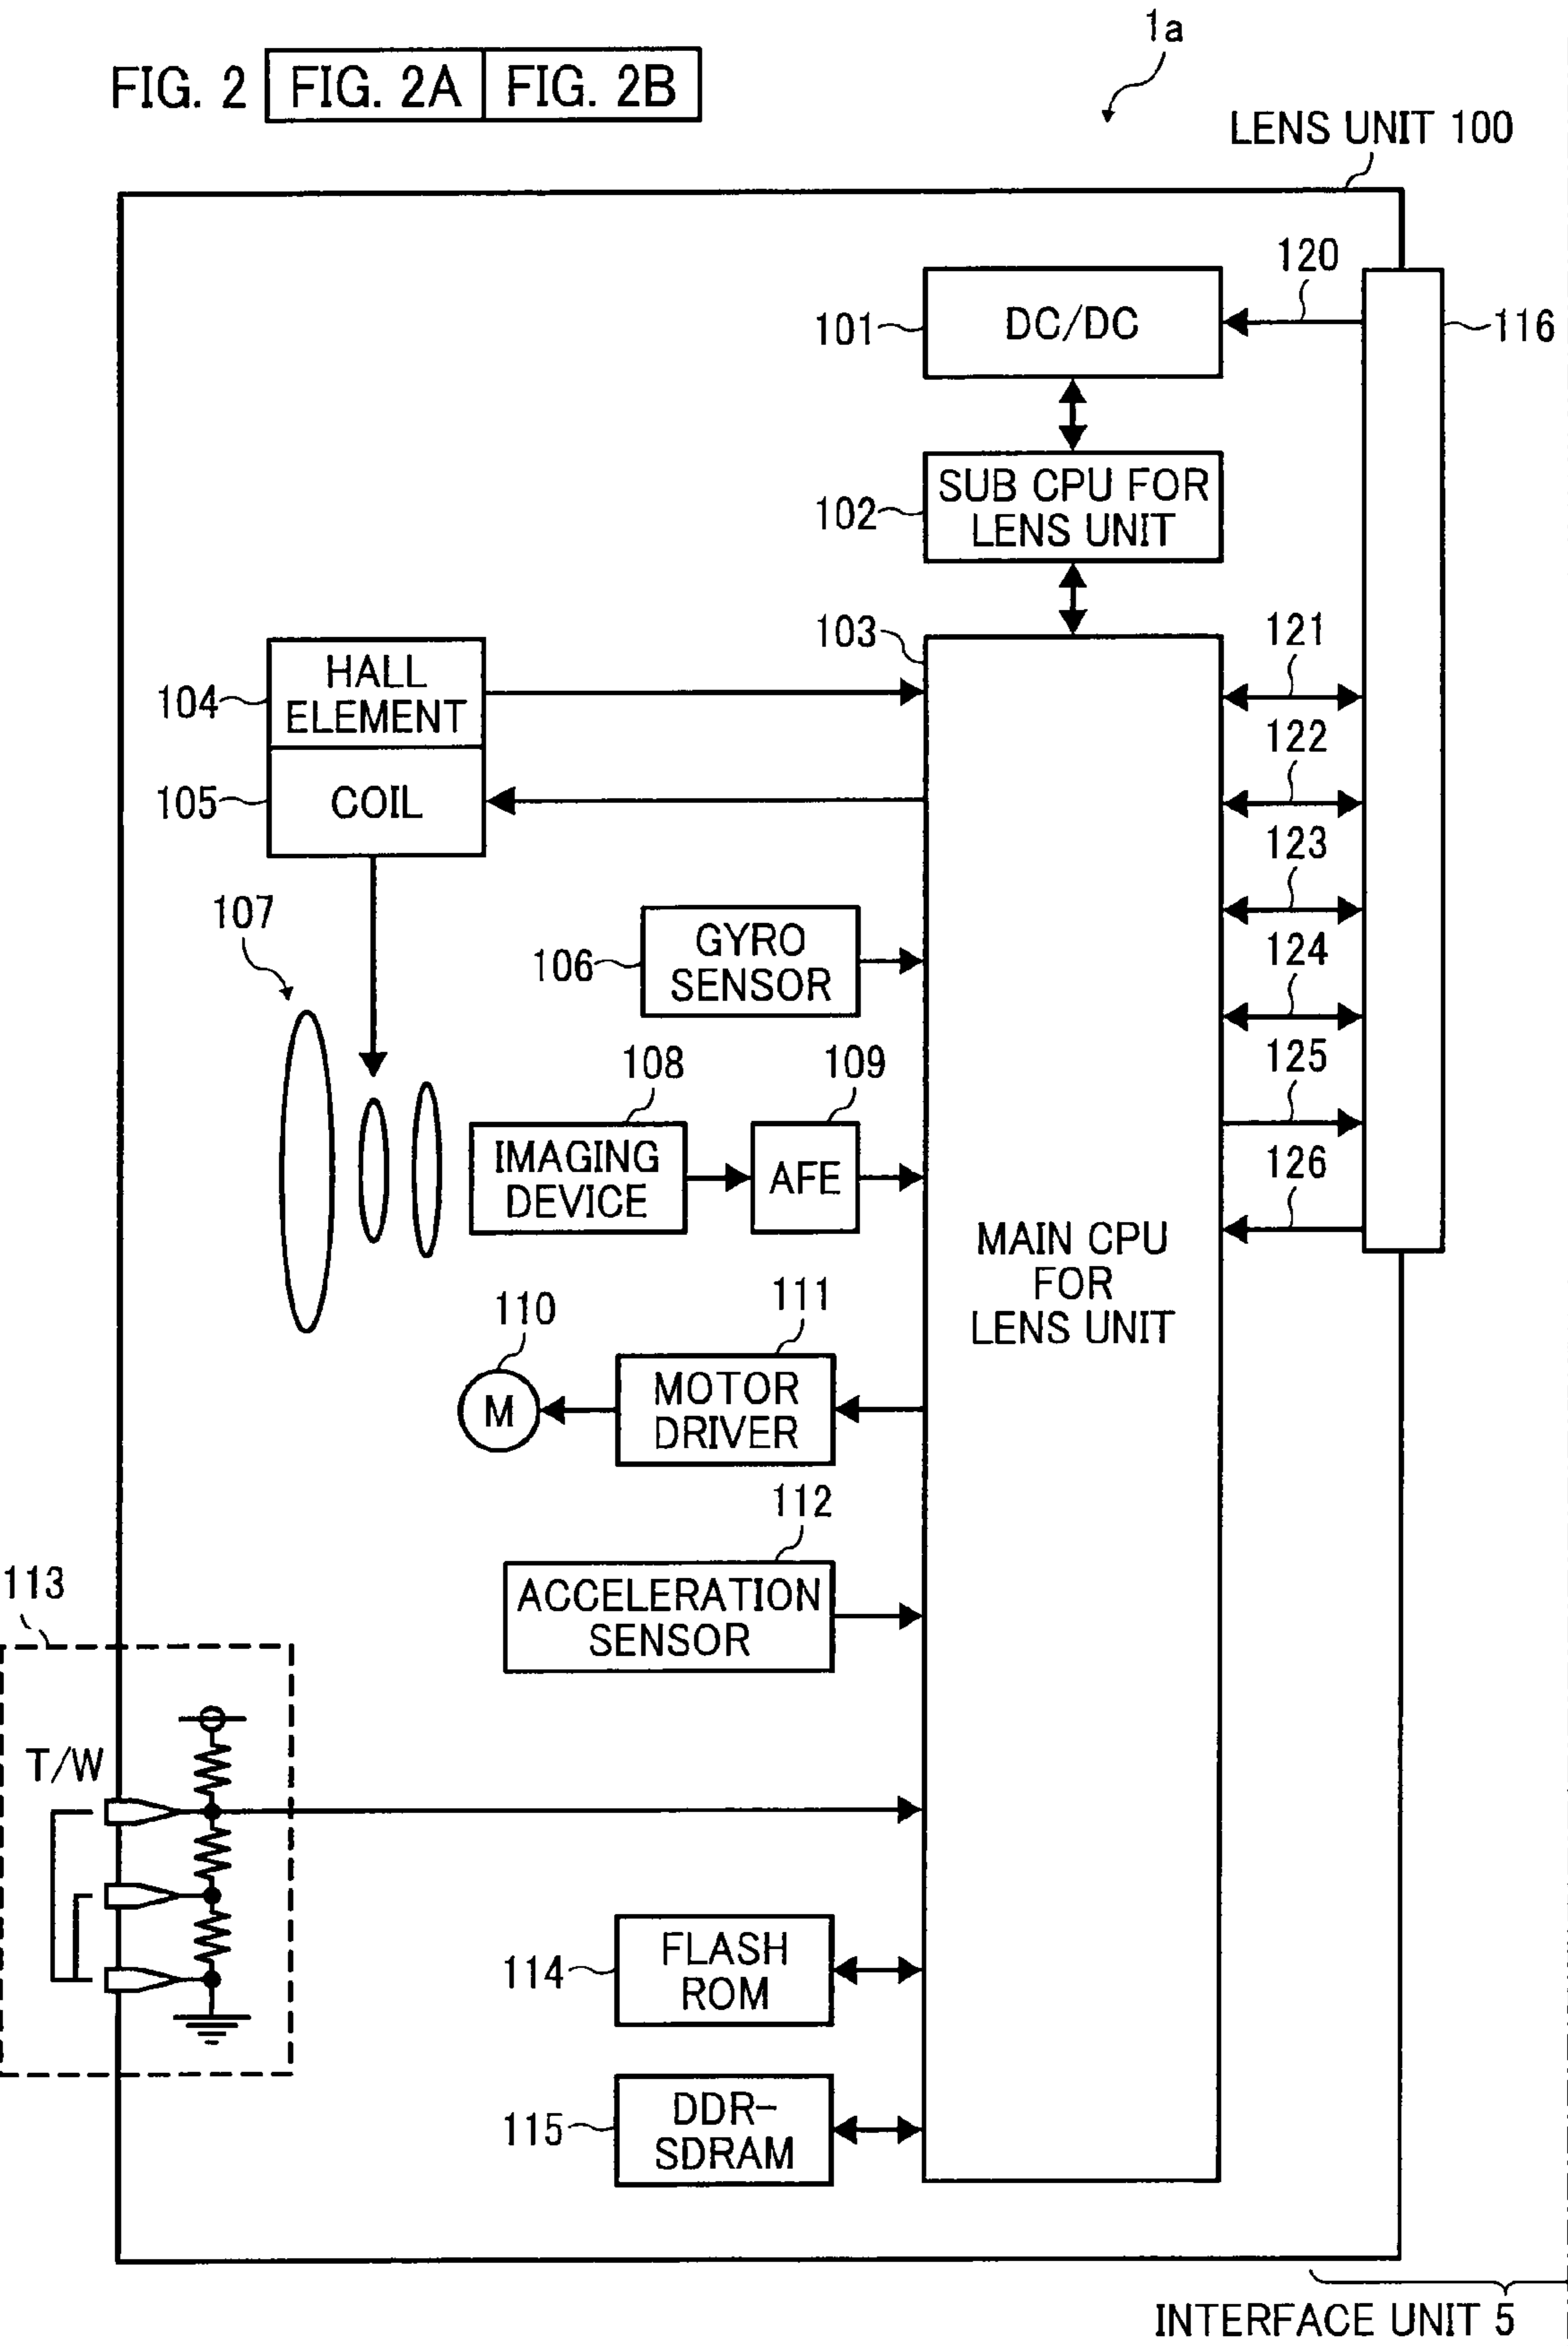 1a
FIG. 2 FIG. 2A FIG. 2B
LENS UNIT 100
120
101 DC/DC 116
SUB CPU FOR
102 LENS UNIT
103 121
HALL
104 ELEMENT
122
105 COIL
123
107
GYRO 124
106 SENSOR
108 109 125
IMAGING AFE 126
DEVICE
MAIN CPU
FOR
LENS UNIT
110 111
M MOTOR
DRIVER
112
ACCELERATION
SENSOR
113
T/W
FLASH
114 ROM
DDR-
115 SDRAM
INTERFACE UNIT 5